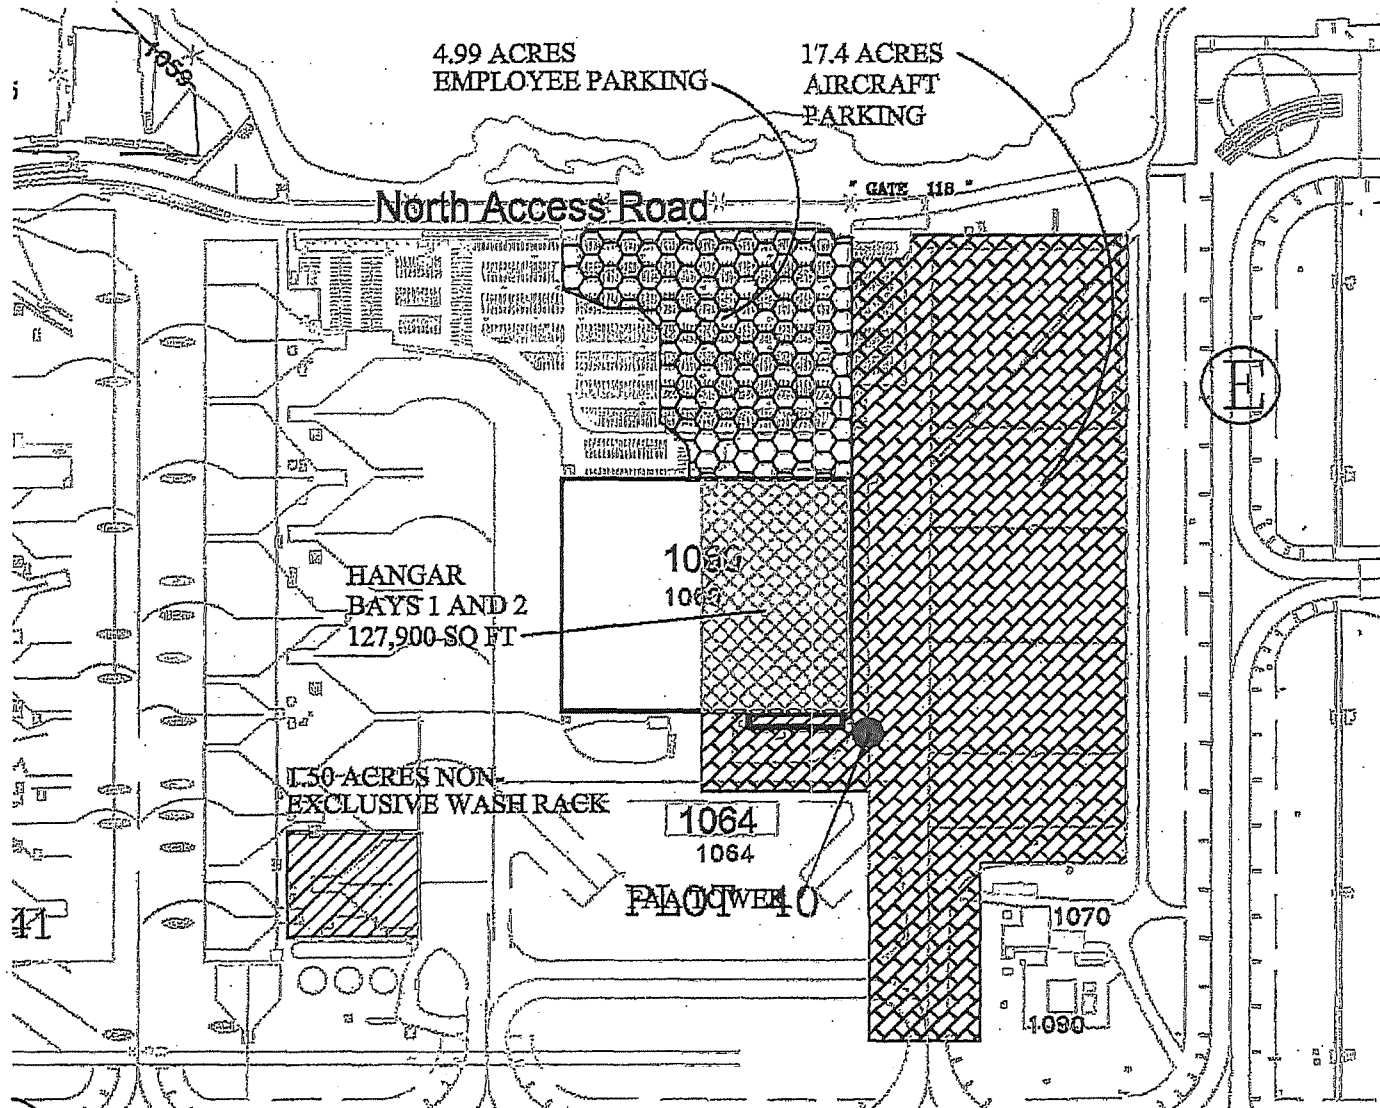 1059
4.99 ACRES
EMPLOYEE PARKING
17.4 ACRES
AIRCRAFT
PARKING
" GATE 118 "
North Access Road
E
HANGAR
BAYS 1 AND 2
127,900 SQ FT
1.50 ACRES NON-
EXCLUSIVE WASH RACK
1064
1064
41
1070
1090